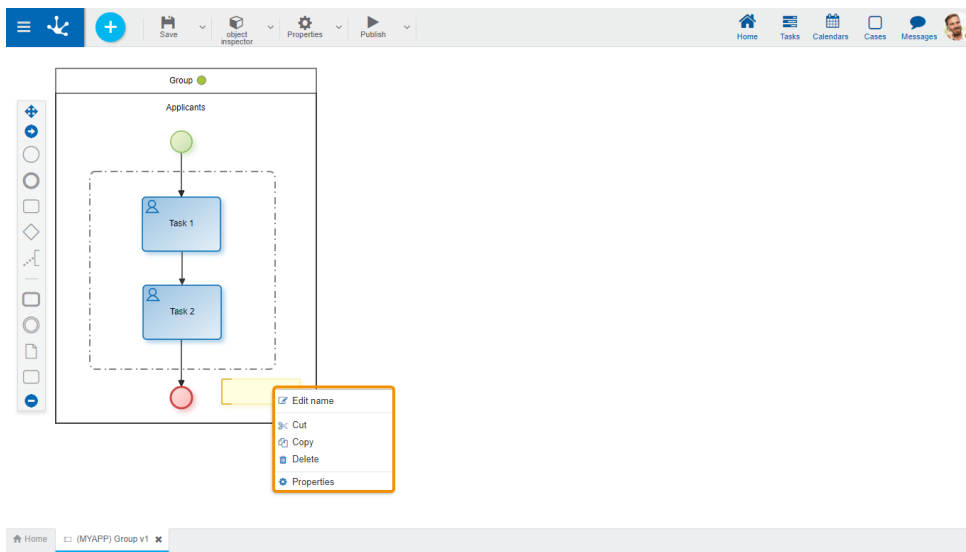 Save
object
inspector
Properties
Publish
Home
Tasks
Calendars
Cases
Messages
Group
Applicants
Task 1
Task 2
Edit name
Cut
Copy
Delete
Properties
Home
(MYAPP) Group v1